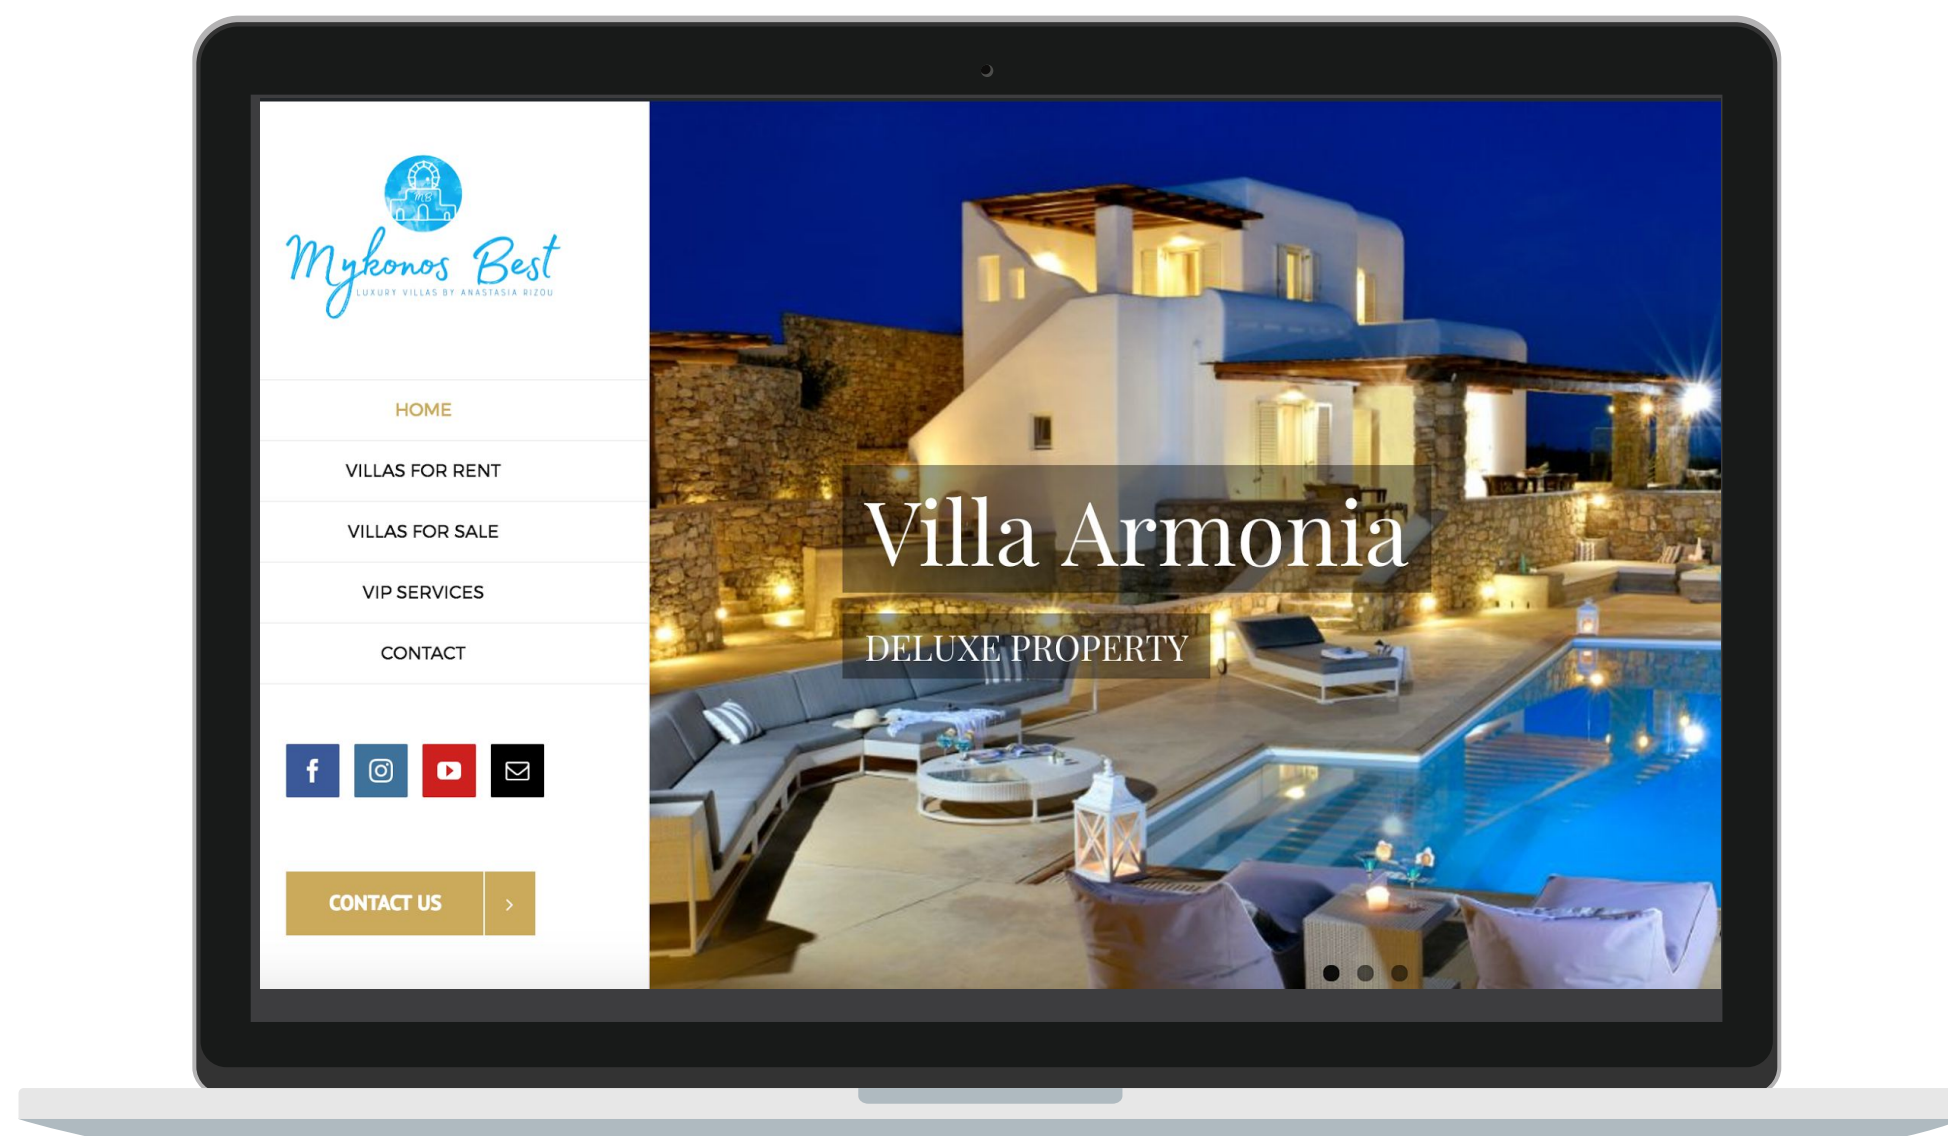 MB
Mykonos Best
LUXURY VILLAS BY ANASTASIA RIZOU
HOME
VILLAS FOR RENT
VILLAS FOR SALE
VIP SERVICES
CONTACT
CONTACT US
Villa Armonia
DELUXE PROPERTY